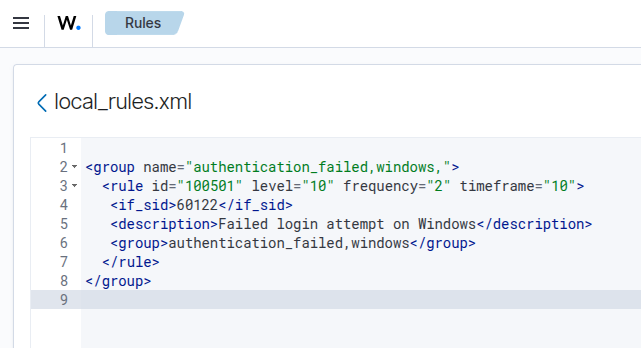 W.
Rules
local_rules.xml
1
2 <group name="authentication_failed,windows,">
3 <rule id="100501" level="10" frequency="2" timeframe="10">
4 <if_sid>60122</if_sid>
5 <description>Failed login attempt on Windows</description>
6 <group>authentication_failed,windows</group>
7 </rule>
8 </group>
9